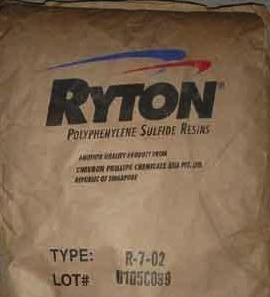 RYTON®
POLYPHENYLENE SULFIDE RESINS
ANOTHER QUALITY PRODUCT FROM
CHEVRON PHILLIPS CHEMICALS ASIA PTE. LTD.
REPUBLIC OF SINGAPORE
TYPE: R-7-02
LOT#